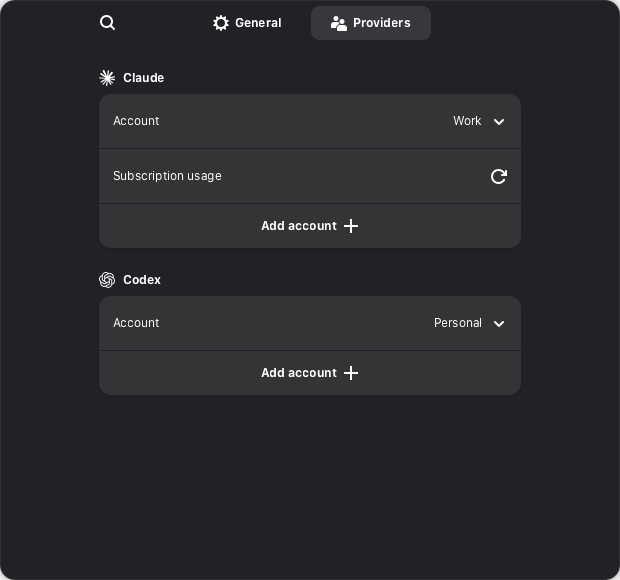 General
Providers
Claude
Account
Work
Subscription usage
Add account
Codex
Account
Personal
Add account